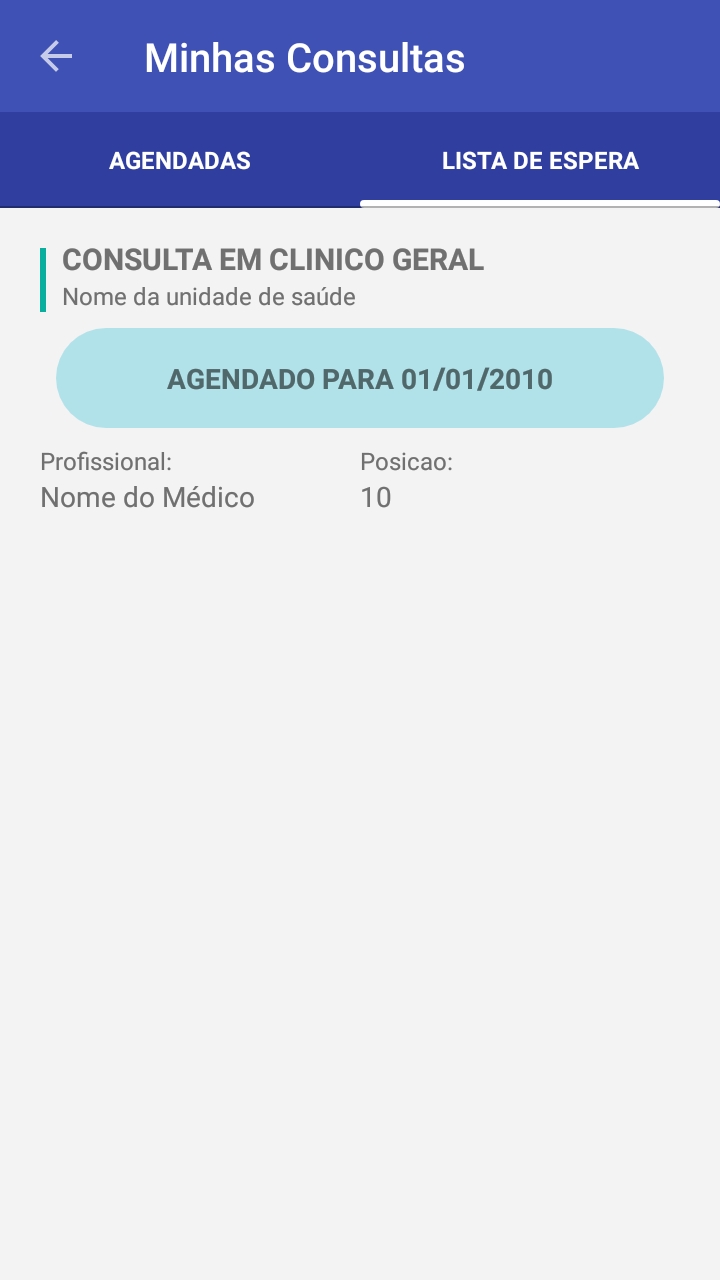 Minhas Consultas
AGENDADAS
LISTA DE ESPERA
CONSULTA EM CLINICO GERAL
Nome da unidade de saúde
AGENDADO PARA 01/01/2010
Profissional:
Posicao:
Nome do Médico
10